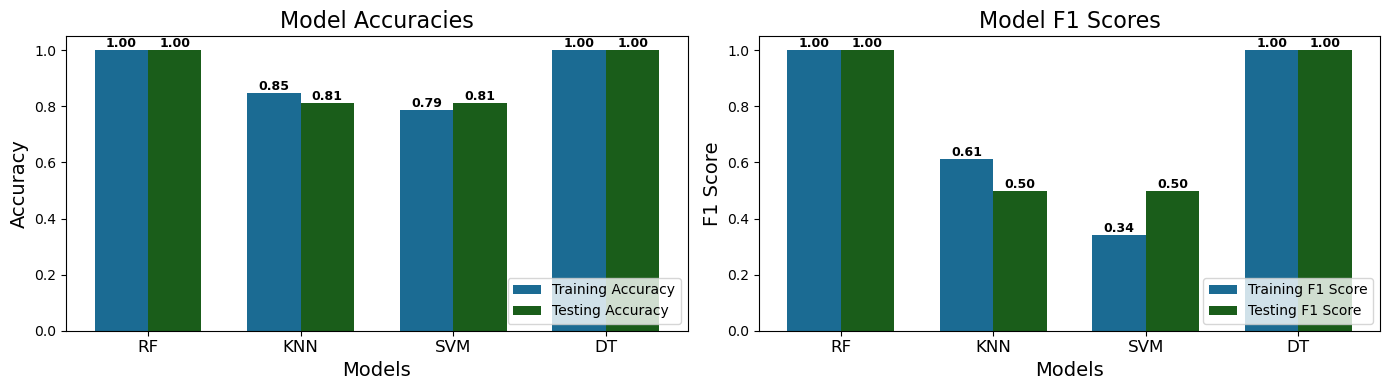 Model Accuracies
1.00 1.00 0.85 0.81 0.79 0.81 1.00 1.00
1.0
0.8
0.6
0.4
0.2
0.0
Accuracy
Training Accuracy
Testing Accuracy
RF KNN SVM DT
Models
Model F1 Scores
1.00 1.00 0.61 0.50 0.34 0.50 1.00 1.00
1.0
0.8
0.6
0.4
0.2
0.0
F1 Score
Training F1 Score
Testing F1 Score
RF KNN SVM DT
Models